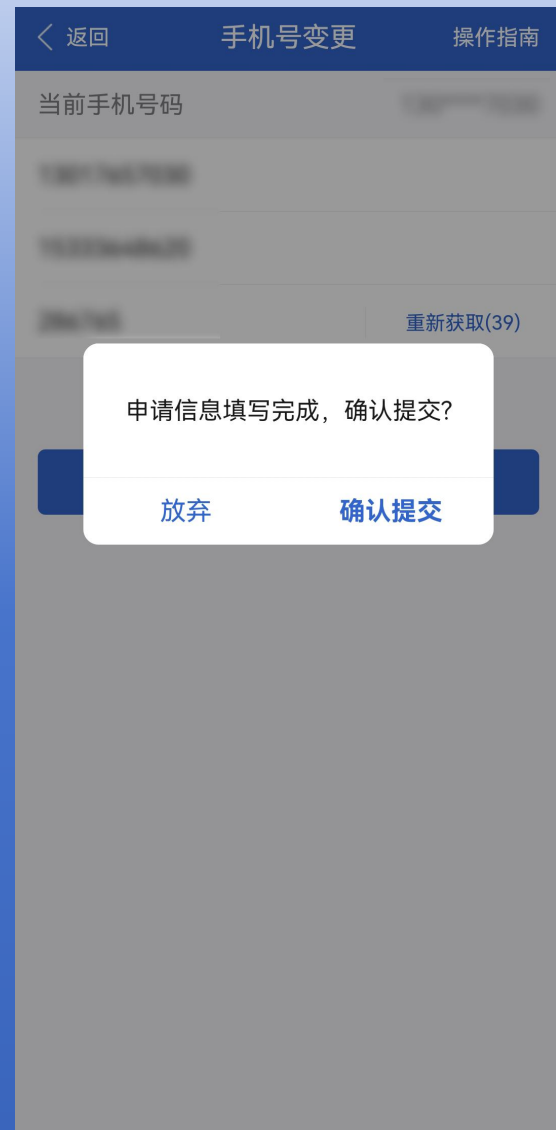 返回 手机号变更 操作指南
当前手机号码
重新获取(39)
申请信息填写完成，确认提交？
放弃 确认提交